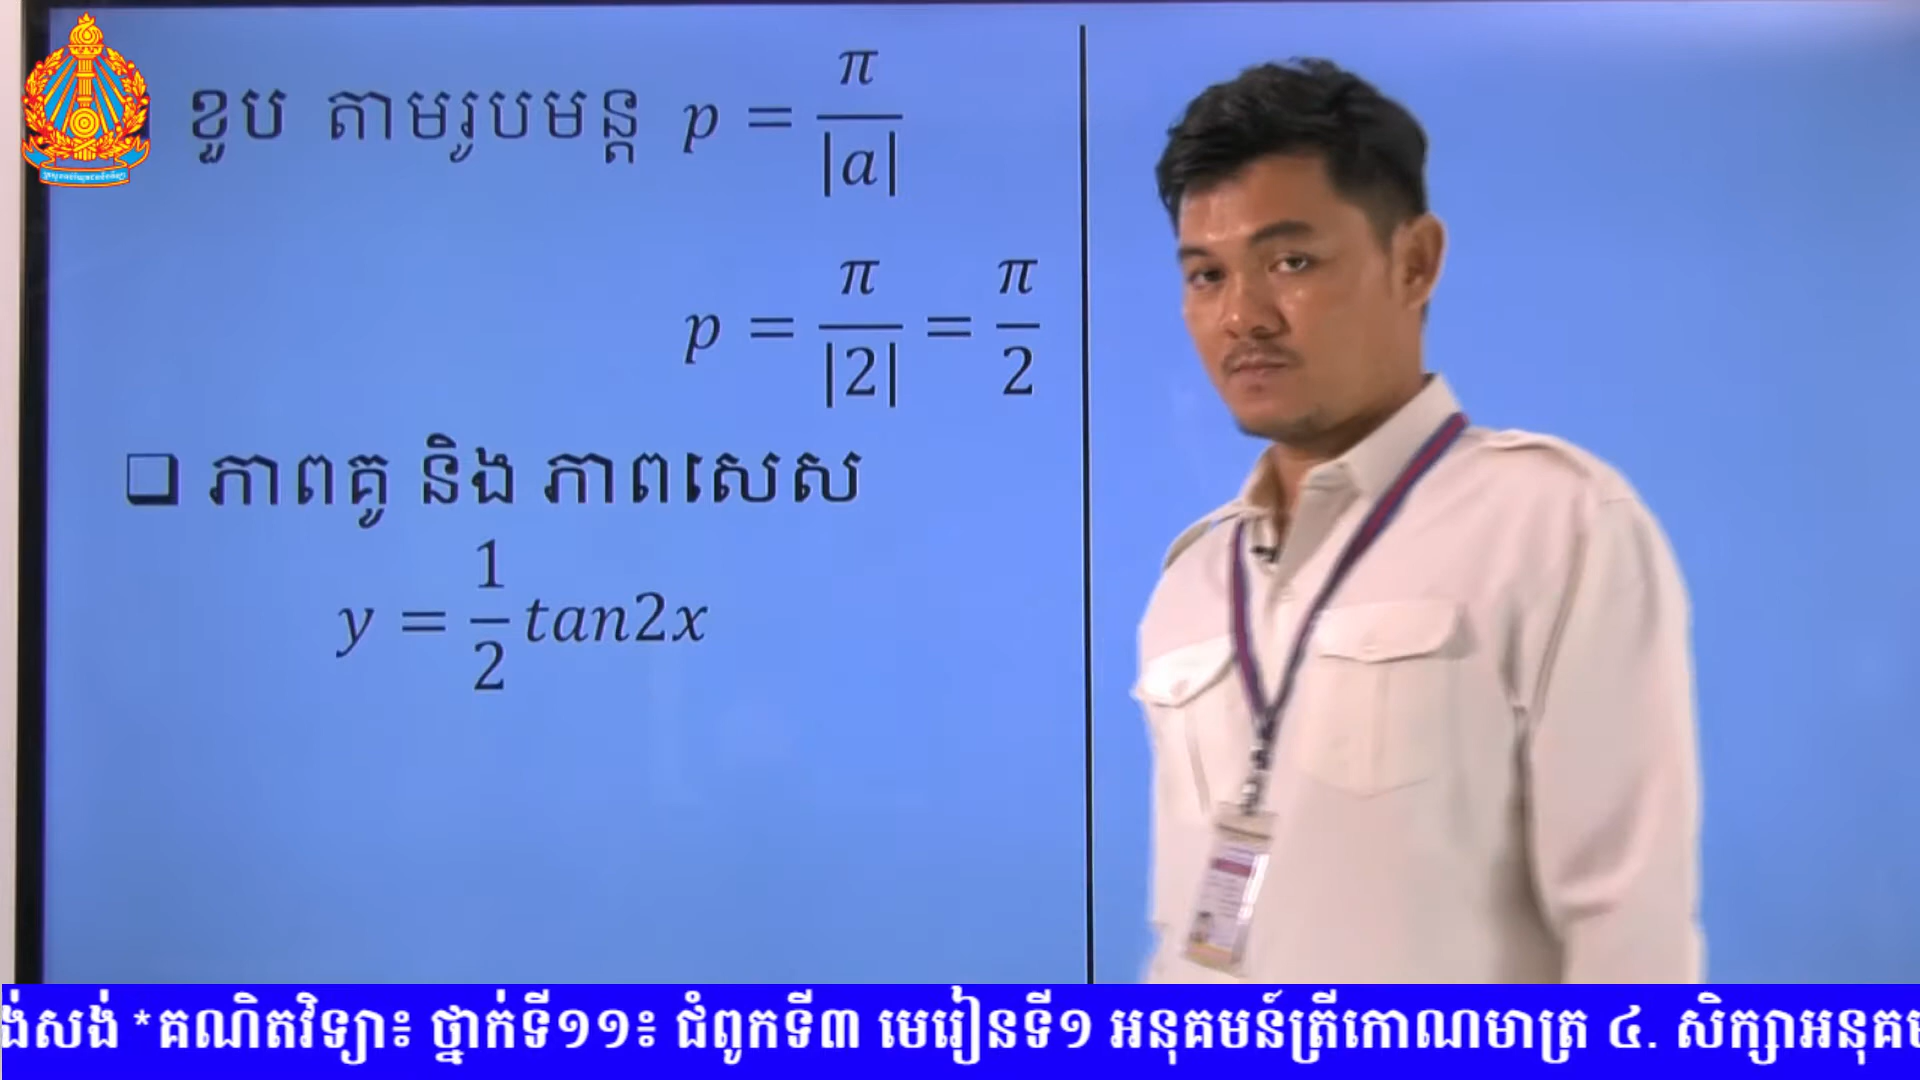 ខួប តាមរូបមន្ត p = π/|a|
p = π/|2| = π/2
❑ ភាពគូ និង ភាពសេស
y = 1/2 tan2x
ង់សង់ *គណិតវិទ្យា៖ ថ្នាក់ទី១១៖ ជំពូកទី៣ មេរៀនទី១ អនុគមន៍ត្រីកោណមាត្រ ៤. សិក្សាអនុគម